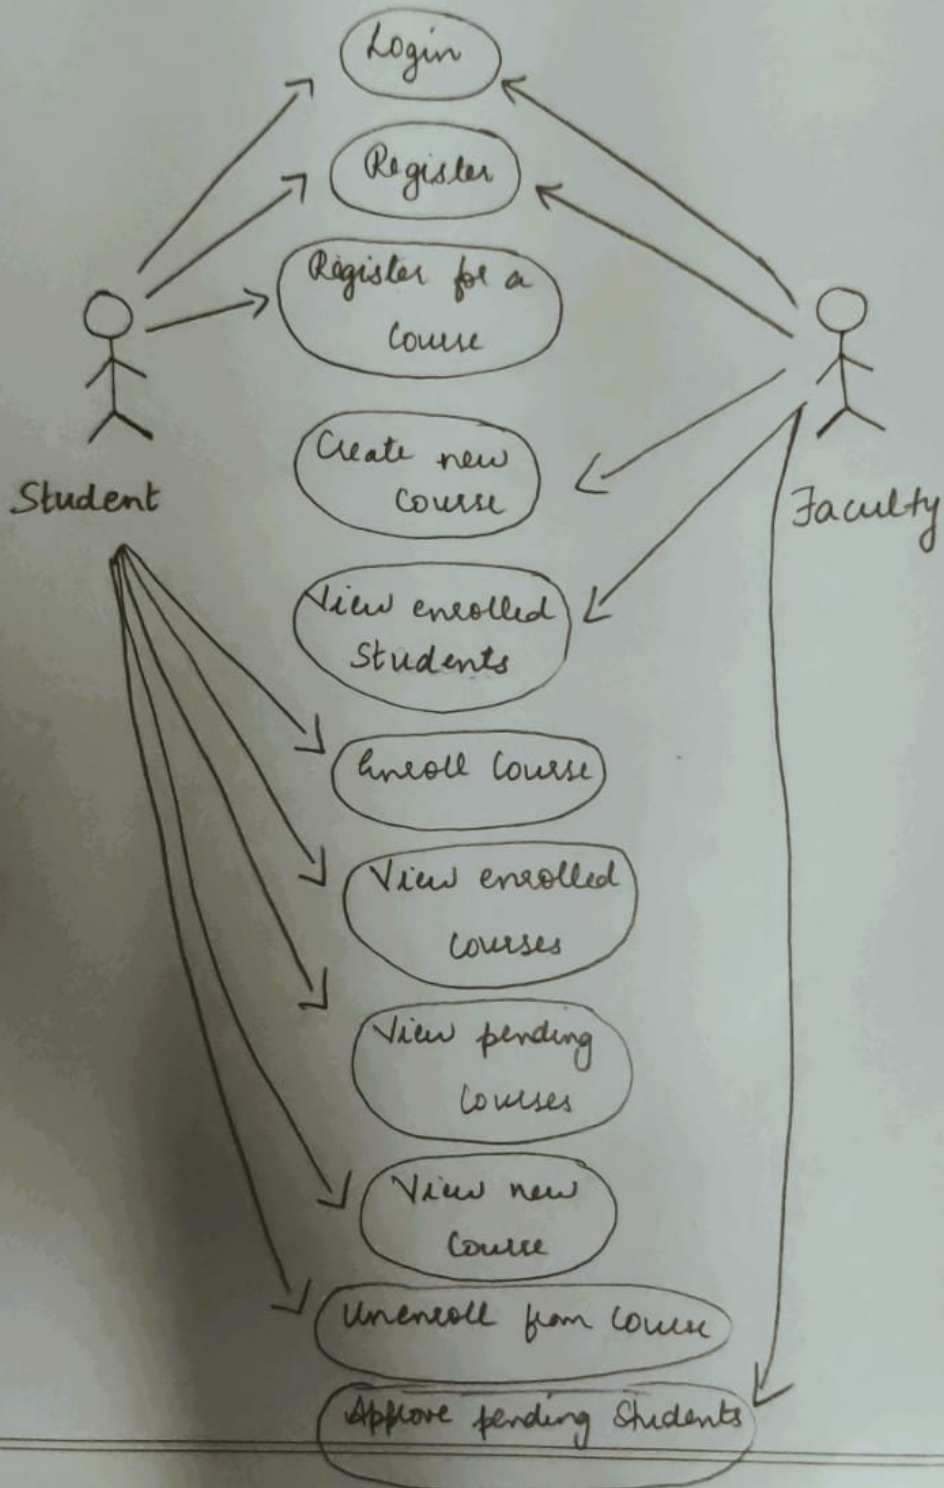 Login
Register
Register for a
Course
Create new
Course
Student
Faculty
View enrolled
Students
Enroll Course
View enrolled
Courses
View pending
Courses
View new
Course
Unenroll from Course
Approve pending Students